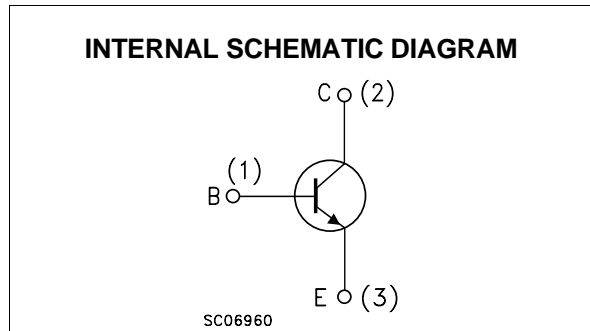 INTERNAL SCHEMATIC DIAGRAM
C (2)
(1)
B
E (3)
SC06960